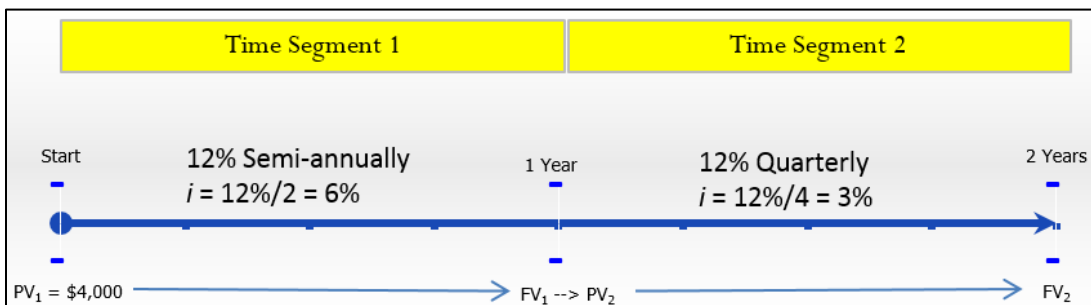 Time Segment 1 Time Segment 2
Start 12% Semi-annually 1 Year 12% Quarterly 2 Years
i = 12%/2 = 6% i = 12%/4 = 3%
PV₁ = $4,000 FV₁ --> PV₂ FV₂